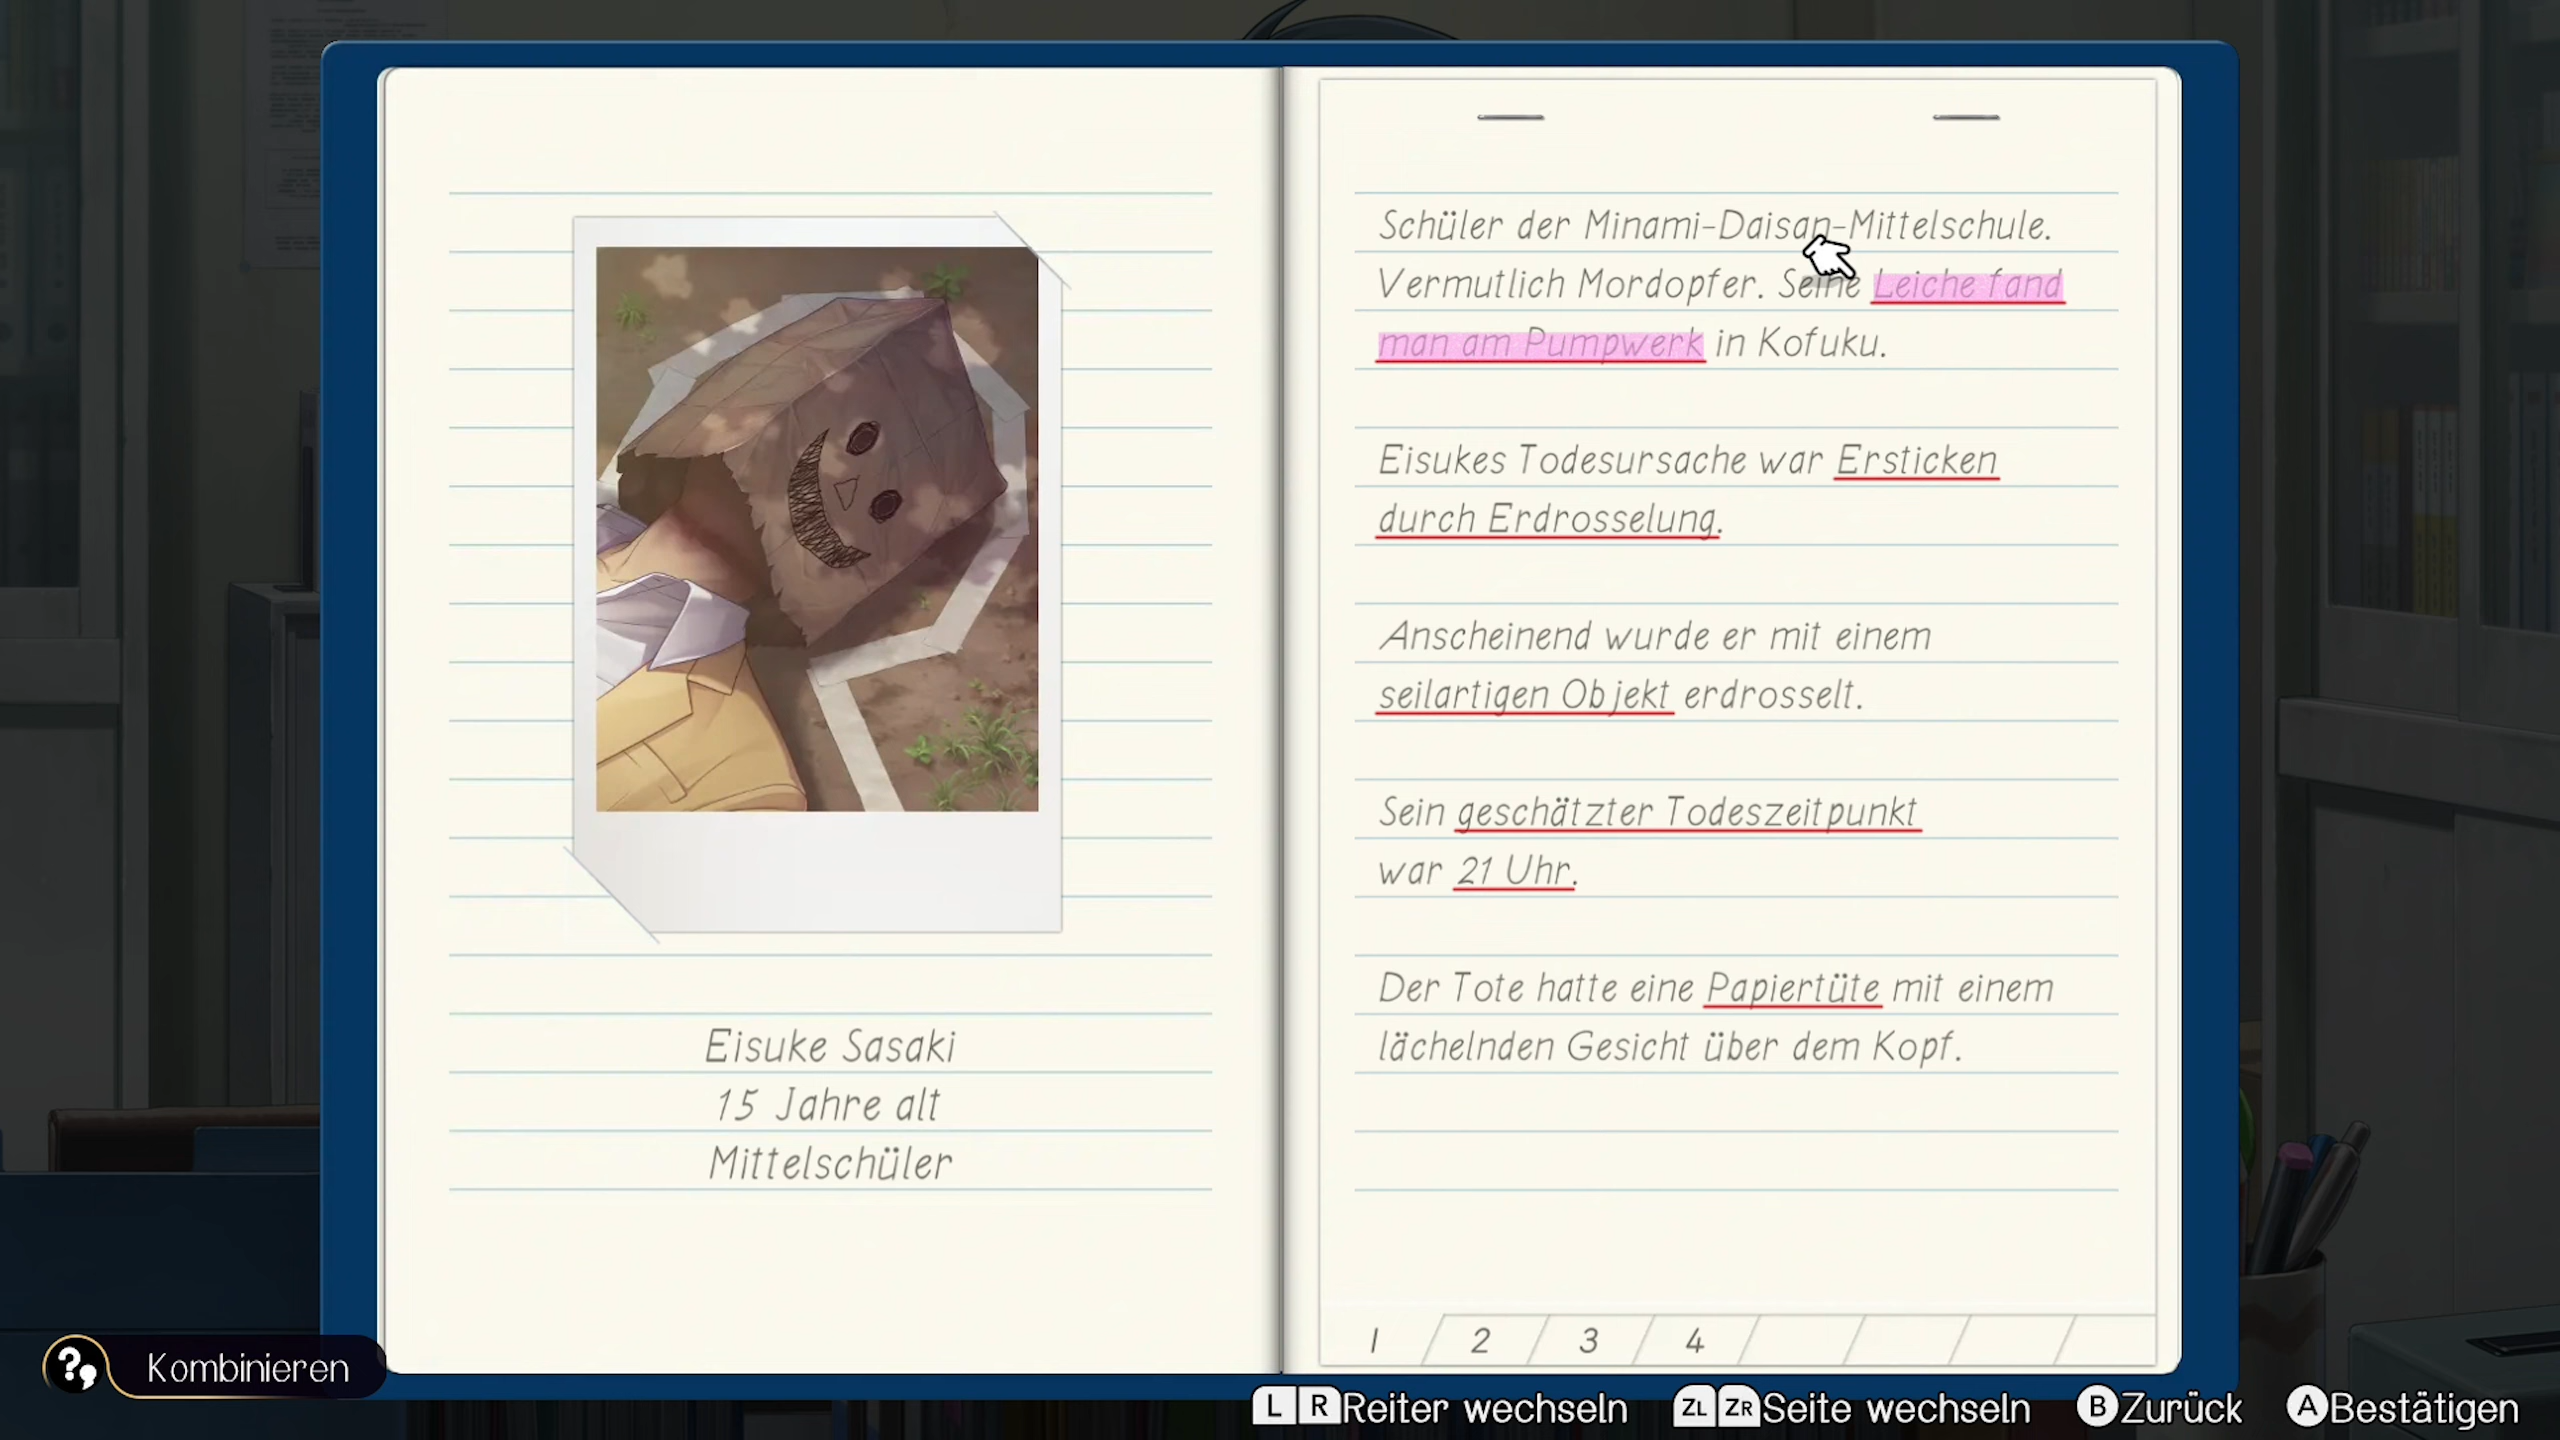 Eisuke Sasaki
15 Jahre alt
Mittelschüler
Schüler der Minami-Daisan-Mittelschule.
Vermutlich Mordopfer. Seine Leiche fand
man am Pumpwerk in Kofuku.
Eisukes Todesursache war Ersticken
durch Erdrosselung.
Anscheinend wurde er mit einem
seilartigen Objekt erdrosselt.
Sein geschätzter Todeszeitpunkt
war 21 Uhr.
Der Tote hatte eine Papiertüte mit einem
lächelnden Gesicht über dem Kopf.
1 2 3 4
Kombinieren
L R Reiter wechseln ZL ZR Seite wechseln B Zurück A Bestätigen